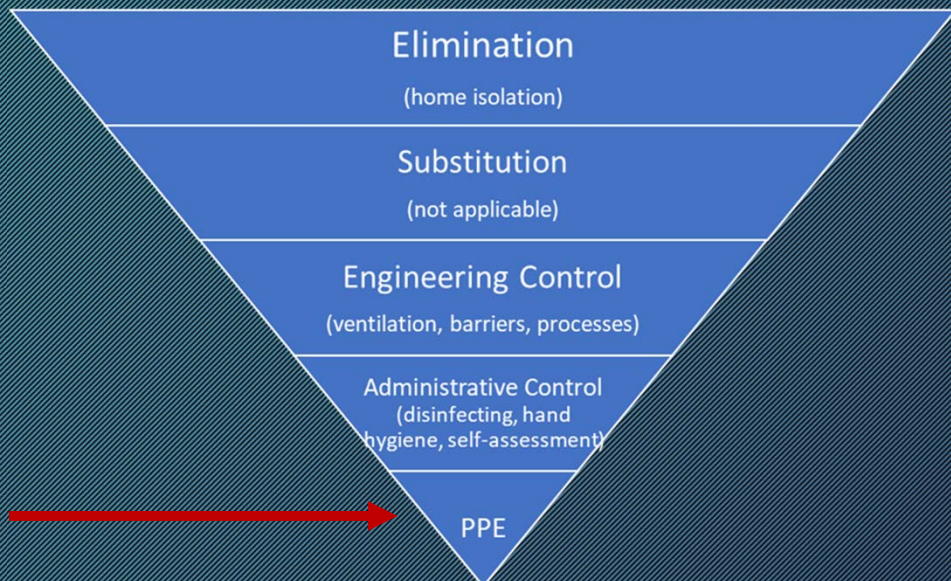 Elimination
(home isolation)
Substitution
(not applicable)
Engineering Control
(ventilation, barriers, processes)
Administrative Control
(disinfecting, hand
hygiene, self-assessment)
PPE